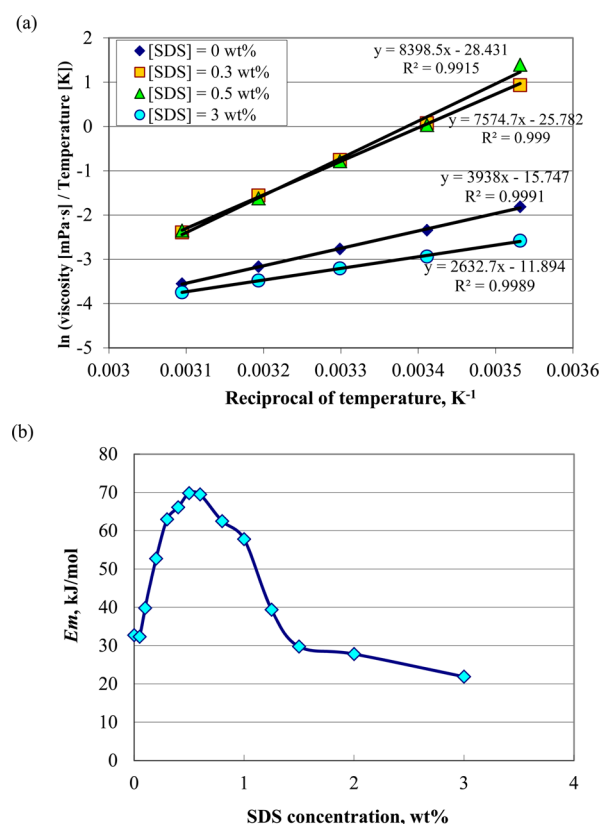 (a)
2
1
0
-1
-2
-3
-4
-5
ln (viscosity [mPa·s] / Temperature [K]
[SDS] = 0 wt%
[SDS] = 0.3 wt%
[SDS] = 0.5 wt%
[SDS] = 3 wt%
y = 8398.5x - 28.431
R² = 0.9915
y = 7574.7x - 25.782
R² = 0.999
y = 3938x - 15.747
R² = 0.9991
y = 2632.7x - 11.894
R² = 0.9989
0.003 0.0031 0.0032 0.0033 0.0034 0.0035 0.0036
Reciprocal of temperature, K⁻¹
(b)
80
70
60
50
40
30
20
10
0
Em, kJ/mol
0 1 2 3 4
SDS concentration, wt%